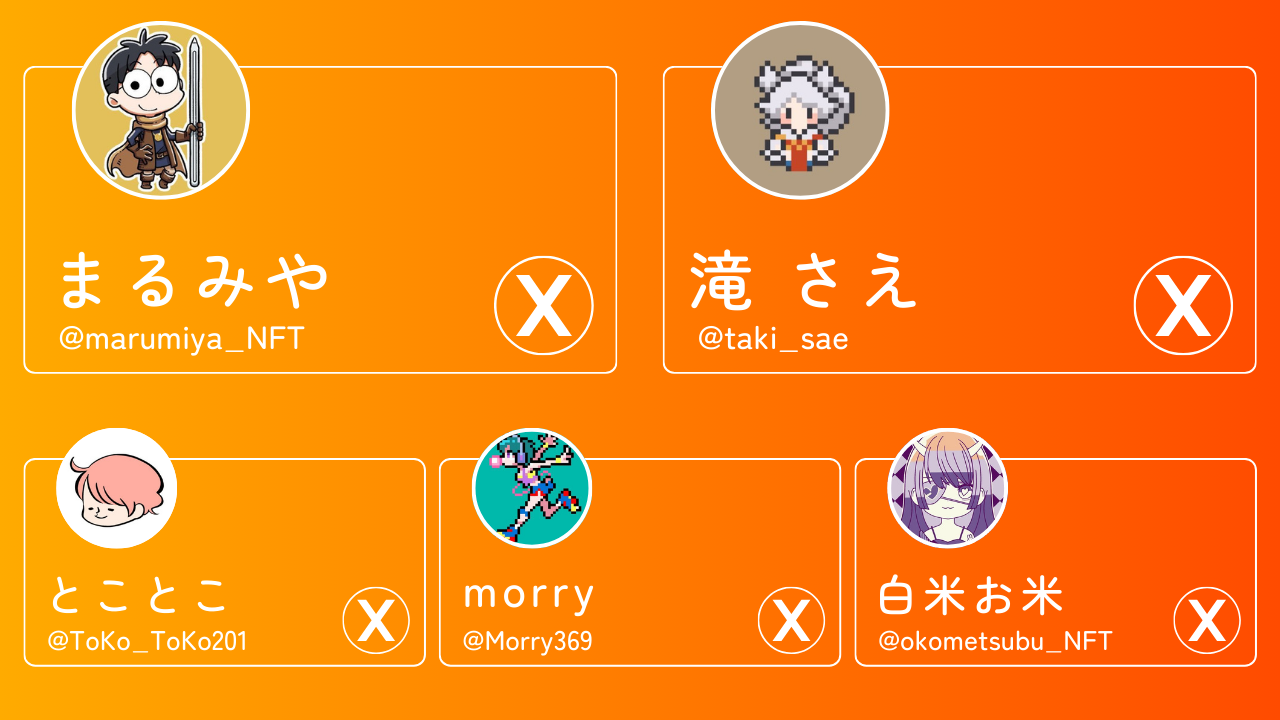 まるみや
@marumiya_NFT
X
滝 さえ
@taki_sae
X
とことこ
@ToKo_ToKo201
X
morry
@Morry369
X
白米お米
@okometsubu_NFT
X